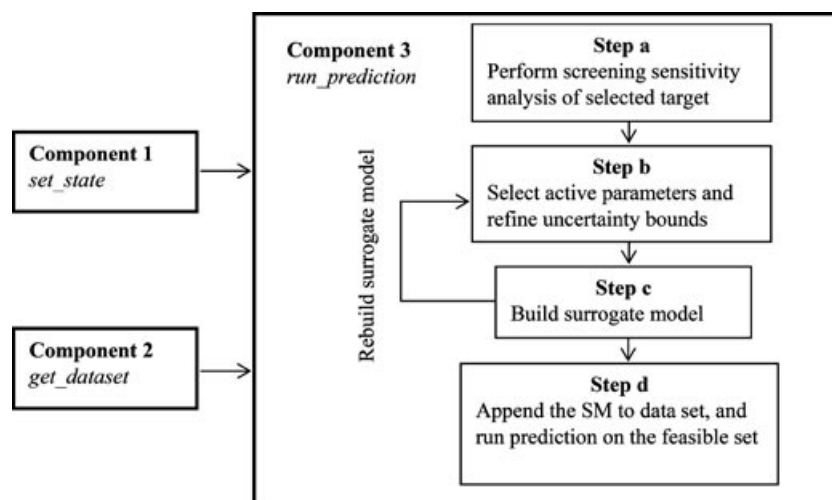 Component 1
set_state
Component 2
get_dataset
Component 3
run_prediction
Step a
Perform screening sensitivity
analysis of selected target
Step b
Select active parameters and
refine uncertainty bounds
Rebuild surrogate model
Step c
Build surrogate model
Step d
Append the SM to data set, and
run prediction on the feasible set